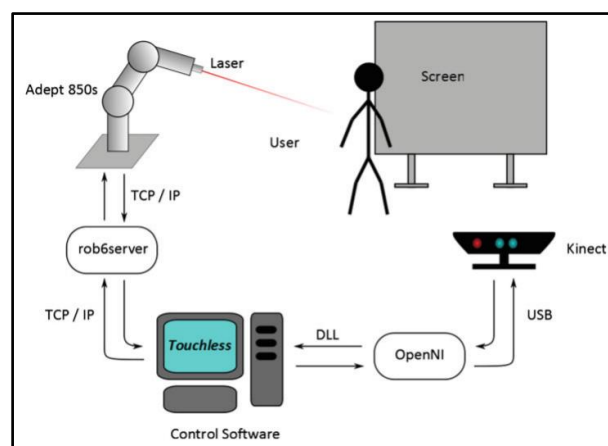 Laser
Adept 850s
Screen
User
TCP / IP
rob6server
Kinect
TCP / IP
USB
DLL
Touchless
OpenNI
Control Software